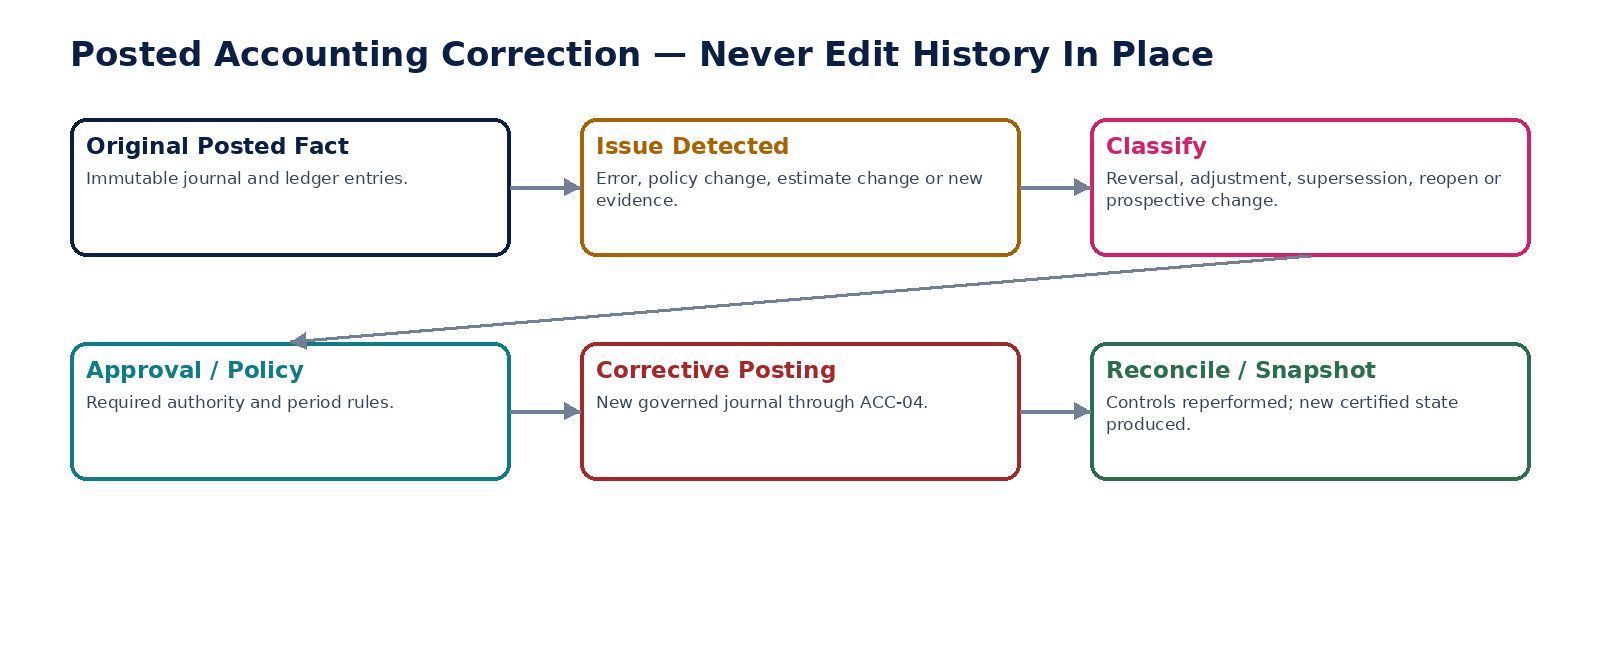 Posted Accounting Correction — Never Edit History In Place
Original Posted Fact
Immutable journal and ledger entries.
Issue Detected
Error, policy change, estimate change or new
evidence.
Classify
Reversal, adjustment, supersession, reopen or
prospective change.
Approval / Policy
Required authority and period rules.
Corrective Posting
New governed journal through ACC-04.
Reconcile / Snapshot
Controls reperformed; new certified state
produced.